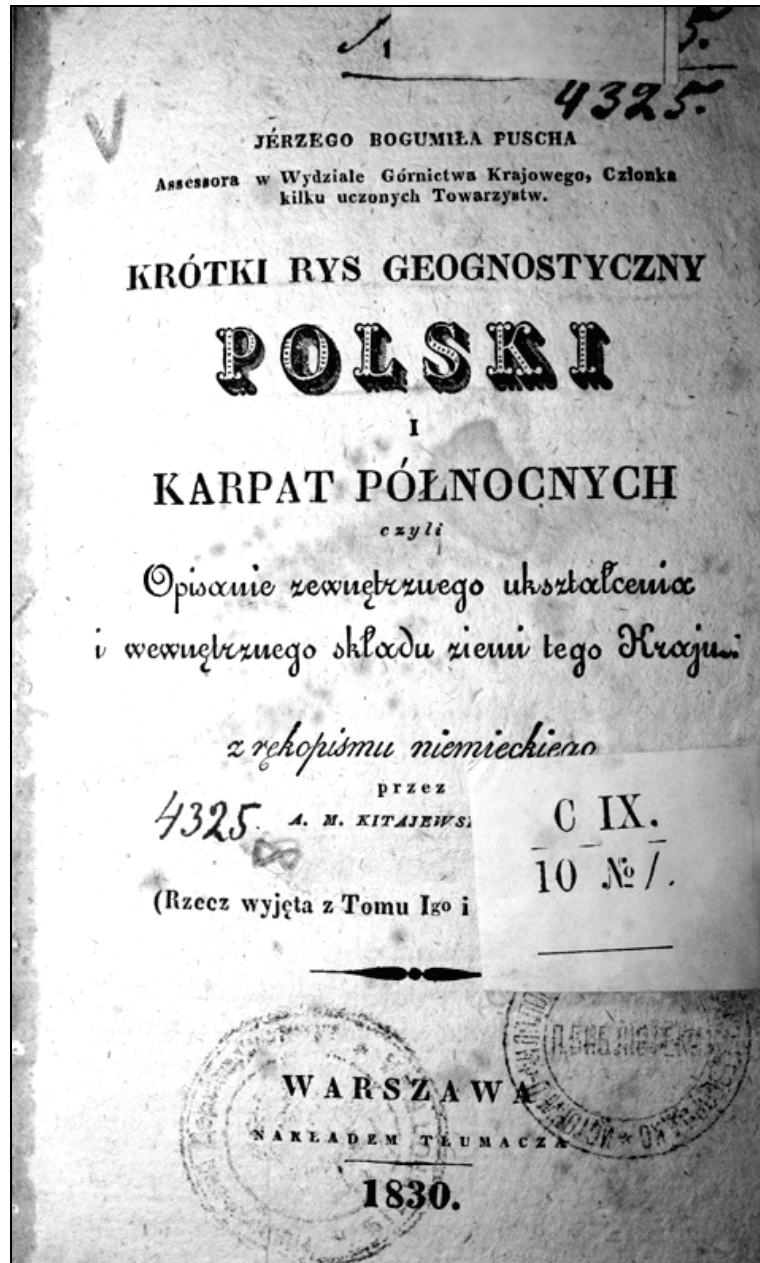 5.
4325.
JÉRZEGO BOGUMIŁA PUSCHA
Assessora w Wydziale Górnictwa Krajowego, Członka
kilku uczonych Towarzystw.
KRÓTKI RYS GEOGNOSTYCZNY
POLSKI
I
KARPAT PÓŁNOCNYCH
czyli
Opisanie zewnętrznego ukształcenia
i wewnętrznego składu ziemi tego Kraju
z rękopismu niemieckiego
przez
4325. A. M. KITAJEWS
C IX.
10 № 1.
(Rzecz wyjęta z Tomu Igo i
WARSZAWA
NAKŁADEM TŁUMACZA
1830.